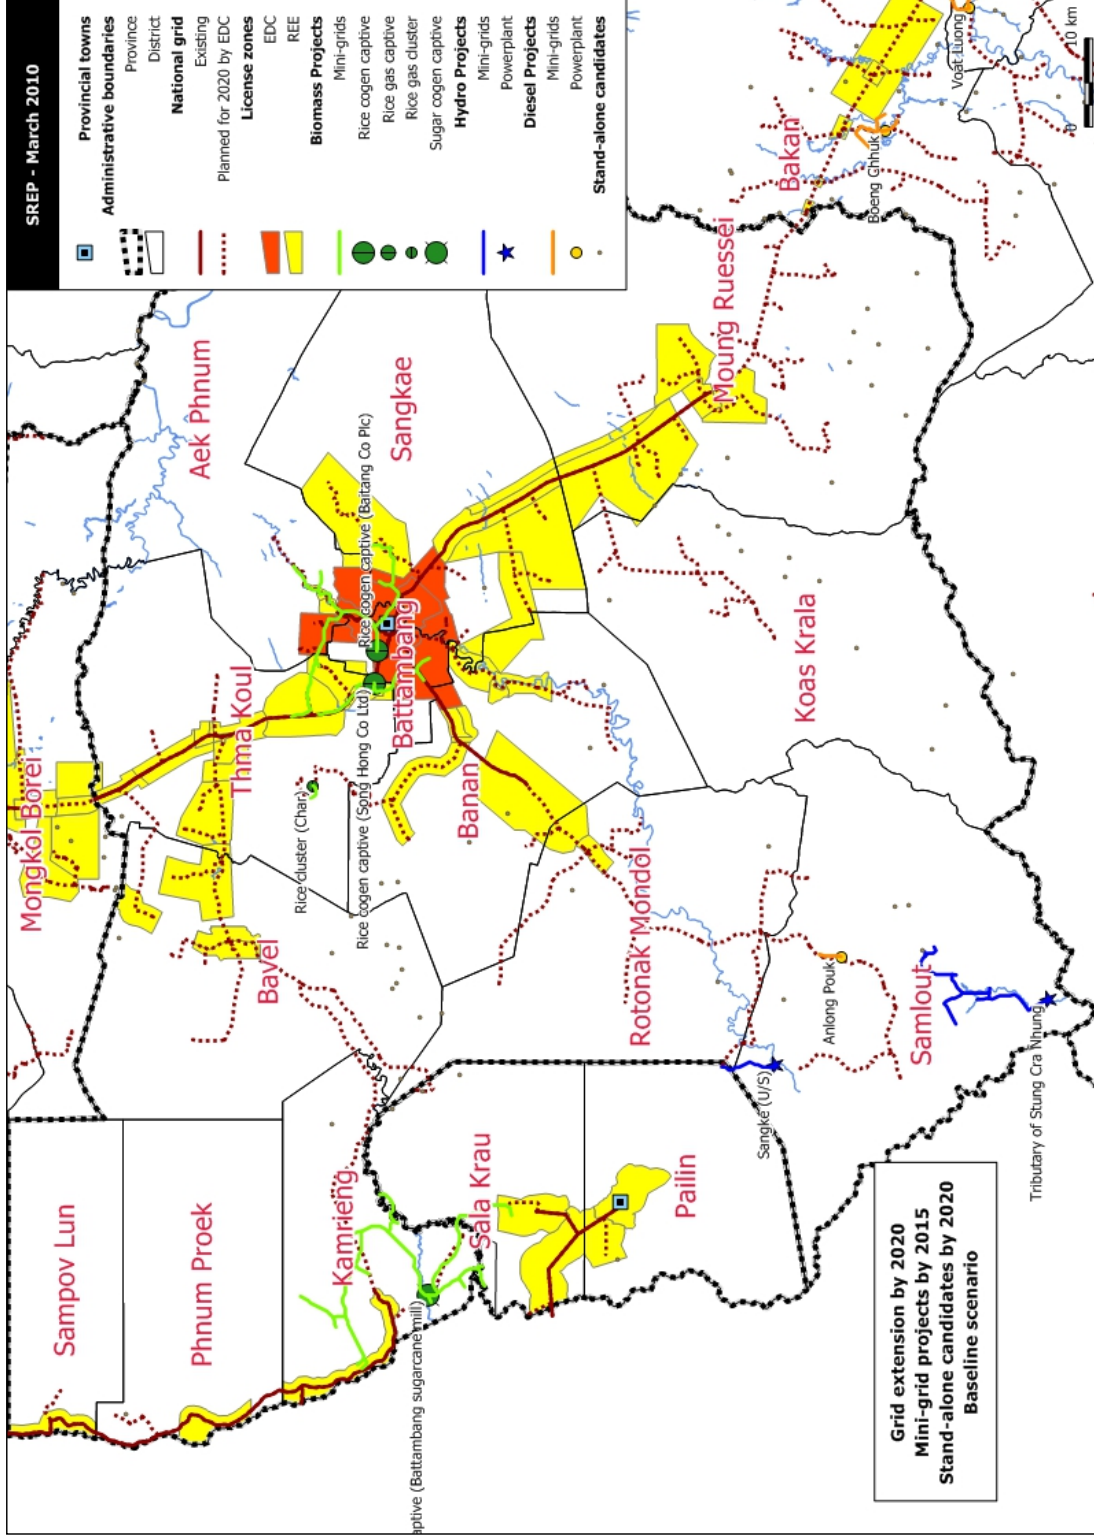 SREP - March 2010
Provincial towns
Administrative boundaries
Province
District
National grid
Existing
Planned for 2020 by EDC
License zones
EDC
REE
Biomass Projects
Mini-grids
Rice cogen captive
Rice gas captive
Rice gas cluster
Sugar cogen captive
Hydro Projects
Mini-grids
Powerplant
Diesel Projects
Mini-grids
Powerplant
Stand-alone candidates
Sampov Lun
Phnum Proek
Kamrieng
Sala Krau
Pailin
Mongkol Borei
Bavel
Thma Koul
Aek Phnum
Sangkae
Battambang
Banan
Rotonak Mondol
Samlout
Koas Krala
Moung Ruessei
Bakan
Rice cluster (Char)
Rice cogen captive (Song Hong Co Ltd)
Rice cogen captive (Baitang Co Plc)
aptive (Battambang sugarcane mill)
Sangke (U/S)
Anlong Pouk
Tributary of Stung Cra Nhung
Boeng Chhuk
Voat Luong
0 10 km
Grid extension by 2020
Mini-grid projects by 2015
Stand-alone candidates by 2020
Baseline scenario